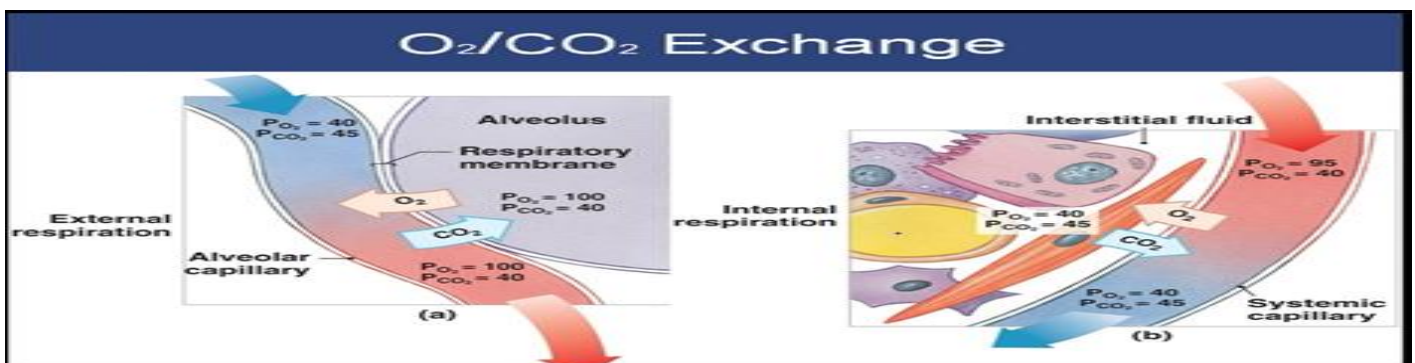 O₂/CO₂ Exchange
PO₂ = 40
PCO₂ = 45
Alveolus
Respiratory
membrane
O₂
PO₂ = 100
PCO₂ = 40
External
respiration
CO₂
Alveolar
capillary
PO₂ = 100
PCO₂ = 40
(a)
Interstitial fluid
PO₂ = 95
PCO₂ = 40
Internal
respiration
PO₂ = 40
PCO₂ = 45
O₂
CO₂
PO₂ = 40
PCO₂ = 45
Systemic
capillary
(b)